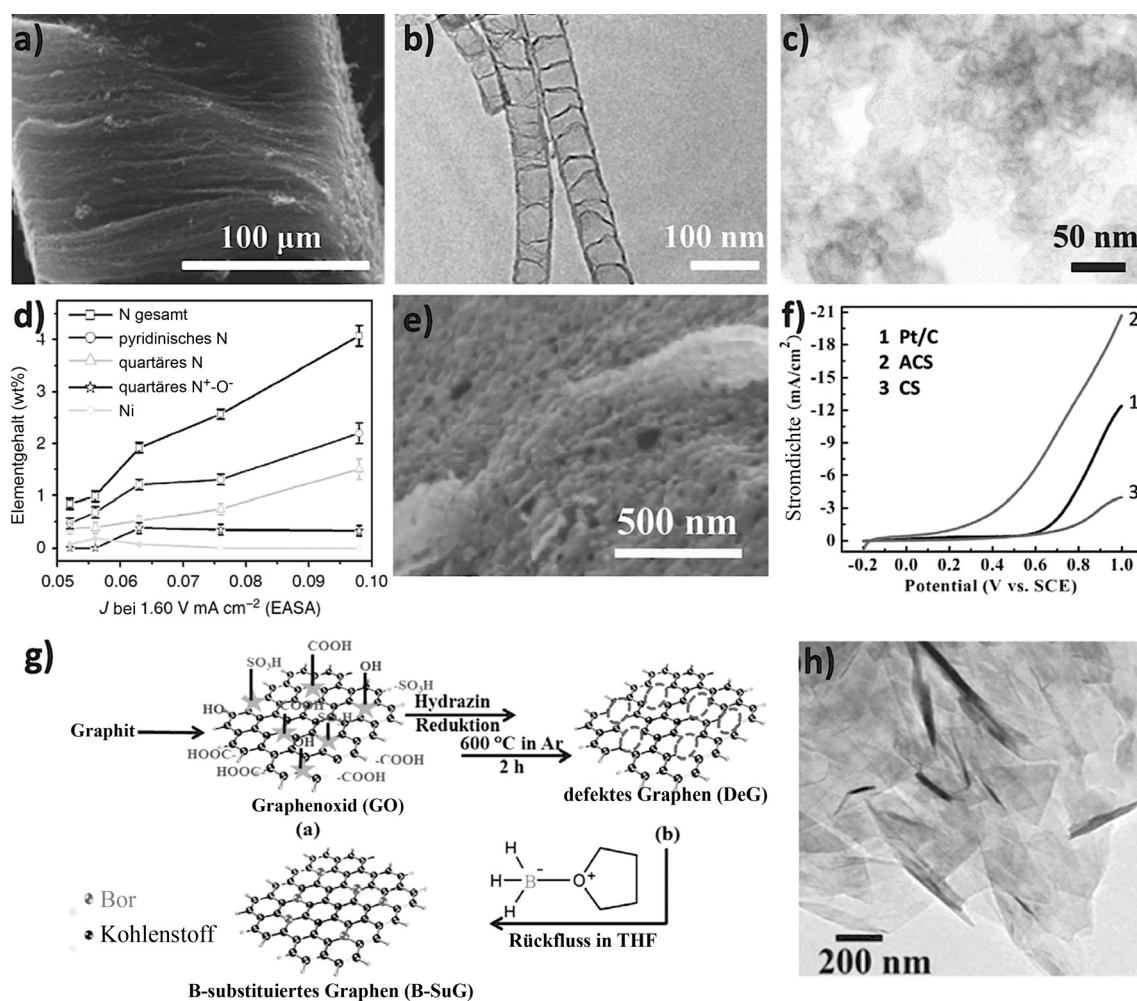 a)
100 µm
b)
100 nm
c)
50 nm
d)
N gesamt
pyridinisches N
quartäres N
quartäres N⁺-O⁻
Ni
Elementgehalt (wt%)
4
3
2
1
0
0.05 0.06 0.07 0.08 0.09 0.10
J bei 1.60 V mA cm⁻² (EASA)
e)
500 nm
f)
1 Pt/C
2 ACS
3 CS
Stromdichte (mA/cm²)
-21
-18
-15
-12
-9
-6
-3
0
2
1
3
-0.2 0.0 0.2 0.4 0.6 0.8 1.0
Potential (V vs. SCE)
g)
Graphit
SO₃H
COOH
OH
-SO₃H
HO
COOH
SO₃H
OH
HOOC-
HOOC-
-COOH
-COOH
Graphenoxid (GO)
(a)
Hydrazin
Reduktion
600 °C in Ar
2 h
defektes Graphen (DeG)
(b)
H
H
H
B⁻
O⁺
Rückfluss in THF
Bor
Kohlenstoff
B-substituiertes Graphen (B-SuG)
h)
200 nm